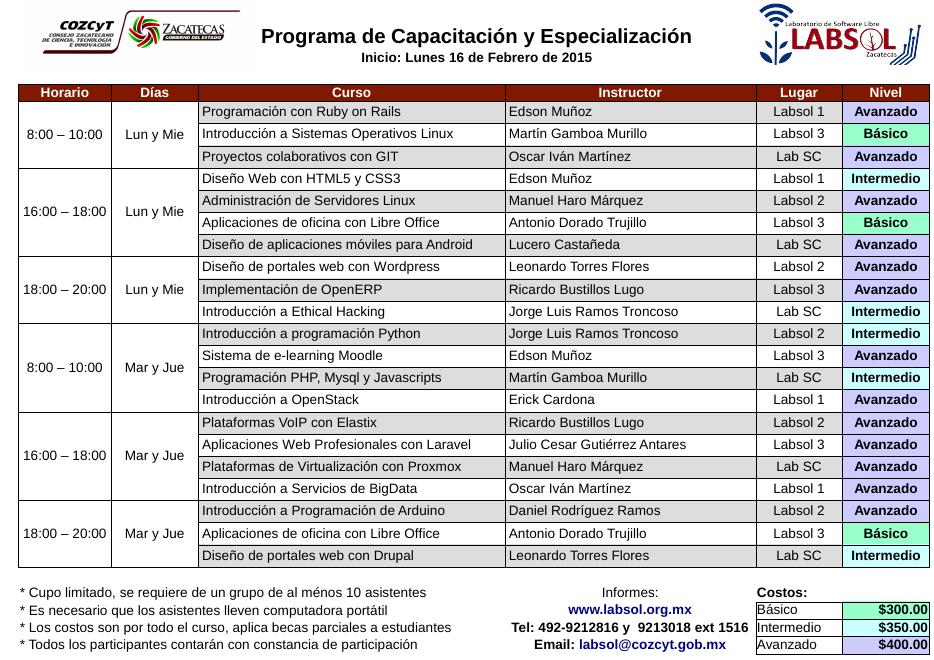 COZCYT
CONSEJO ZACATECANO
DE CIENCIA, TECNOLOGÍA
E INNOVACIÓN
ZACATECAS
GOBIERNO DEL ESTADO
Programa de Capacitación y Especialización
Inicio: Lunes 16 de Febrero de 2015
Laboratorio de Software Libre
LABSOL
Zacatecas
Horario Días Curso Instructor Lugar Nivel
8:00 – 10:00 Lun y Mie
Programación con Ruby on Rails Edson Muñoz Labsol 1 Avanzado
Introducción a Sistemas Operativos Linux Martín Gamboa Murillo Labsol 3 Básico
Proyectos colaborativos con GIT Oscar Iván Martínez Lab SC Avanzado
16:00 – 18:00 Lun y Mie
Diseño Web con HTML5 y CSS3 Edson Muñoz Labsol 1 Intermedio
Administración de Servidores Linux Manuel Haro Márquez Labsol 2 Avanzado
Aplicaciones de oficina con Libre Office Antonio Dorado Trujillo Labsol 3 Básico
Diseño de aplicaciones móviles para Android Lucero Castañeda Lab SC Avanzado
18:00 – 20:00 Lun y Mie
Diseño de portales web con Wordpress Leonardo Torres Flores Labsol 2 Avanzado
Implementación de OpenERP Ricardo Bustillos Lugo Labsol 3 Avanzado
Introducción a Ethical Hacking Jorge Luis Ramos Troncoso Lab SC Intermedio
8:00 – 10:00 Mar y Jue
Introducción a programación Python Jorge Luis Ramos Troncoso Labsol 2 Intermedio
Sistema de e-learning Moodle Edson Muñoz Labsol 3 Avanzado
Programación PHP, Mysql y Javascripts Martín Gamboa Murillo Lab SC Intermedio
Introducción a OpenStack Erick Cardona Labsol 1 Avanzado
16:00 – 18:00 Mar y Jue
Plataformas VoIP con Elastix Ricardo Bustillos Lugo Labsol 2 Avanzado
Aplicaciones Web Profesionales con Laravel Julio Cesar Gutiérrez Antares Labsol 3 Avanzado
Plataformas de Virtualización con Proxmox Manuel Haro Márquez Lab SC Avanzado
Introducción a Servicios de BigData Oscar Iván Martínez Labsol 1 Avanzado
18:00 – 20:00 Mar y Jue
Introducción a Programación de Arduino Daniel Rodríguez Ramos Labsol 2 Avanzado
Aplicaciones de oficina con Libre Office Antonio Dorado Trujillo Labsol 3 Básico
Diseño de portales web con Drupal Leonardo Torres Flores Lab SC Intermedio
* Cupo limitado, se requiere de un grupo de al ménos 10 asistentes
* Es necesario que los asistentes lleven computadora portátil
* Los costos son por todo el curso, aplica becas parciales a estudiantes
* Todos los participantes contarán con constancia de participación
Informes:
www.labsol.org.mx
Tel: 492-9212816 y 9213018 ext 1516
Email: labsol@cozcyt.gob.mx
Costos:
Básico $300.00
Intermedio $350.00
Avanzado $400.00